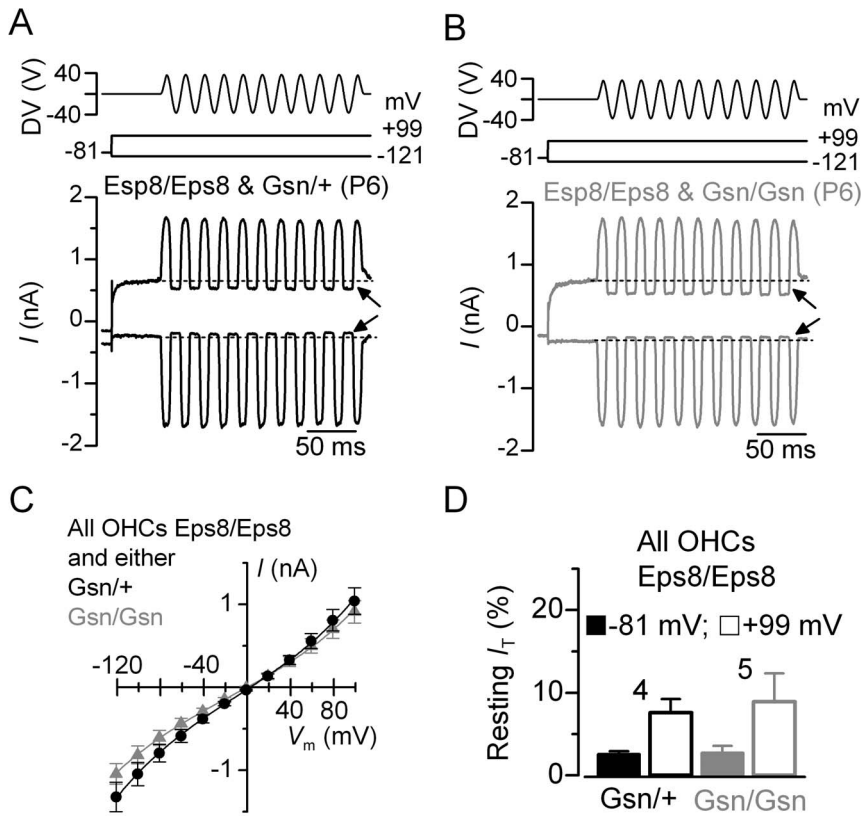 A
DV (V)
40
-40
mV
+99
-81
-121
Esp8/Eps8 & Gsn/+ (P6)
I (nA)
2
1
0
-1
-2
50 ms
B
DV (V)
40
-40
mV
+99
-81
-121
Esp8/Eps8 & Gsn/Gsn (P6)
I (nA)
2
1
0
-1
-2
50 ms
C
All OHCs Eps8/Eps8
and either
Gsn/+
Gsn/Gsn
I (nA)
1
-120 -40
40 80
Vm (mV)
-1
D
All OHCs
Eps8/Eps8
Resting IT (%)
20
10
0
-81 mV; +99 mV
4 5
Gsn/+ Gsn/Gsn